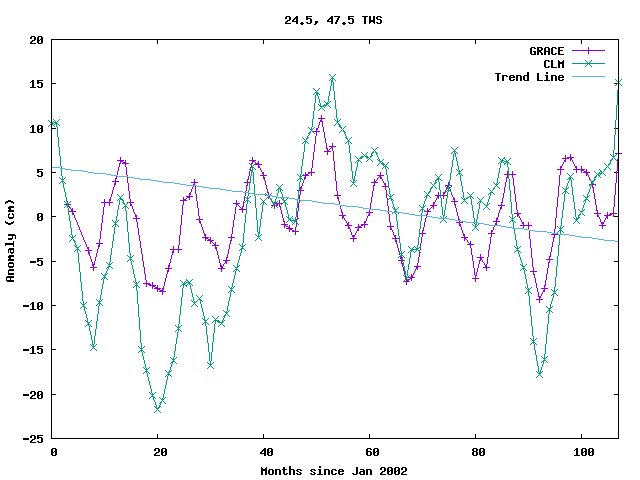 24.5, 47.5 TWS
GRACE
CLM
Trend Line
20
15
10
5
0
-5
-10
-15
-20
-25
Anomaly (cm)
0 20 40 60 80 100
Months since Jan 2002